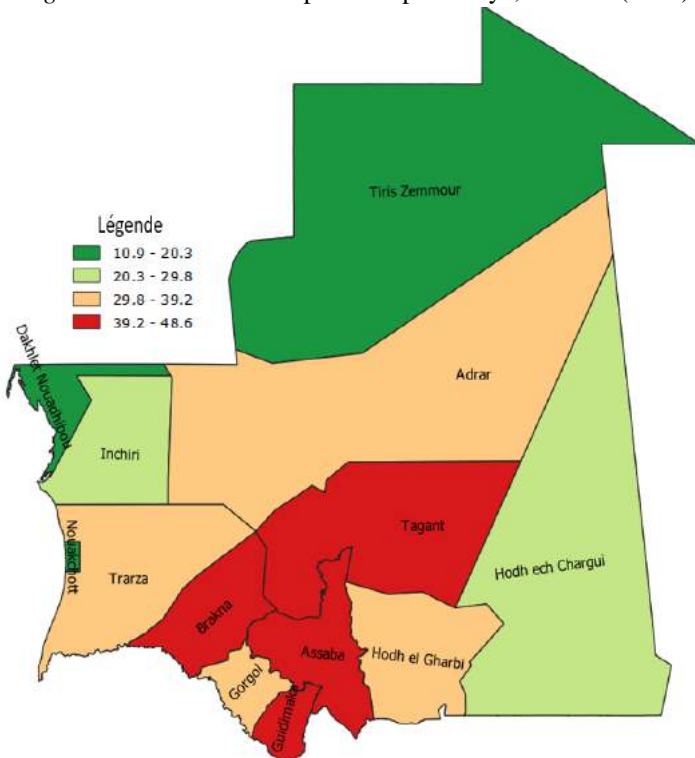 Tiris Zemmour
Légende
10.9 - 20.3
20.3 - 29.8
29.8 - 39.2
39.2 - 48.6
Dakhlet Nouadhibou
Adrar
Inchiri
Tagant
Nouakchott
Trarza
Hodh ech Chargui
Brakna
Assaba
Hodh el Gharbi
Gorgol
Guidimaka